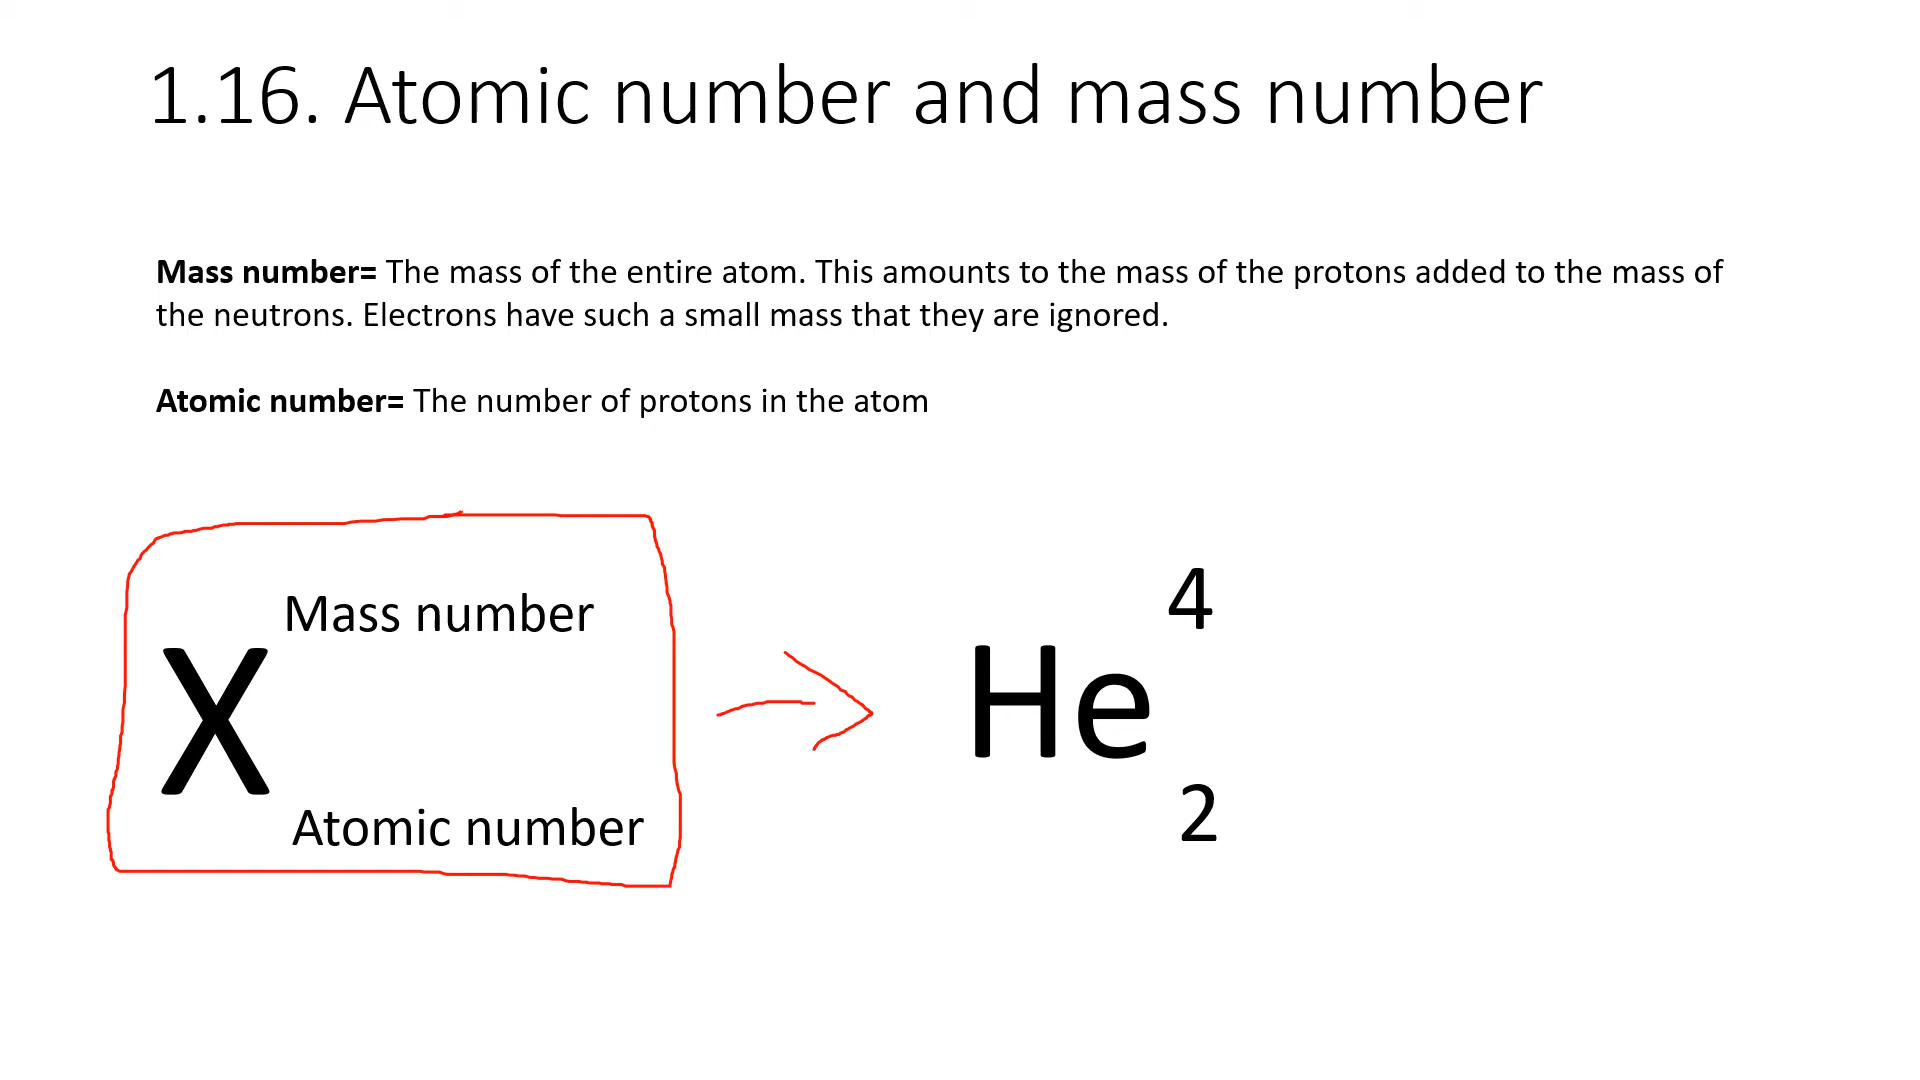 1.16. Atomic number and mass number
Mass number= The mass of the entire atom. This amounts to the mass of the protons added to the mass of
the neutrons. Electrons have such a small mass that they are ignored.
Atomic number= The number of protons in the atom
Mass number
X
Atomic number
4
He
2